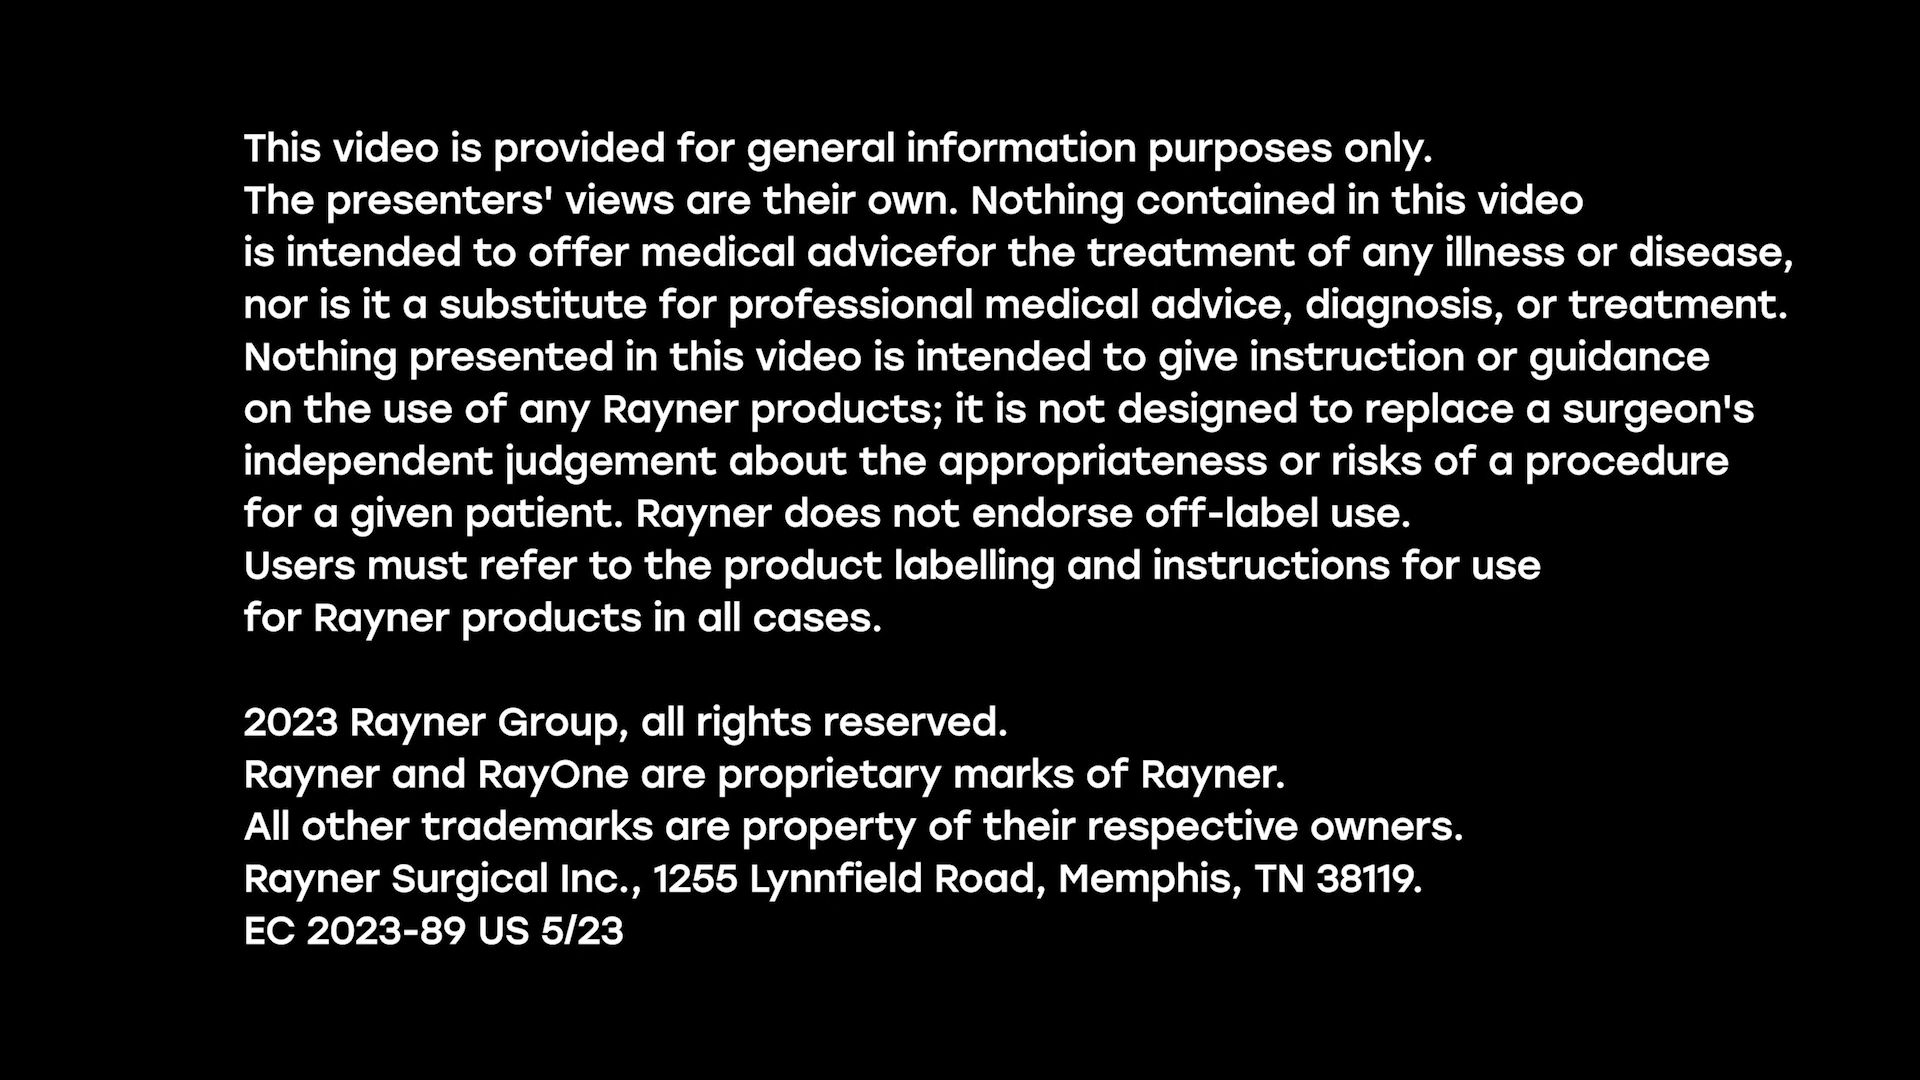 This video is provided for general information purposes only.
The presenters' views are their own. Nothing contained in this video
is intended to offer medical advicefor the treatment of any illness or disease,
nor is it a substitute for professional medical advice, diagnosis, or treatment.
Nothing presented in this video is intended to give instruction or guidance
on the use of any Rayner products; it is not designed to replace a surgeon's
independent judgement about the appropriateness or risks of a procedure
for a given patient. Rayner does not endorse off-label use.
Users must refer to the product labelling and instructions for use
for Rayner products in all cases.
2023 Rayner Group, all rights reserved.
Rayner and RayOne are proprietary marks of Rayner.
All other trademarks are property of their respective owners.
Rayner Surgical Inc., 1255 Lynnfield Road, Memphis, TN 38119.
EC 2023-89 US 5/23